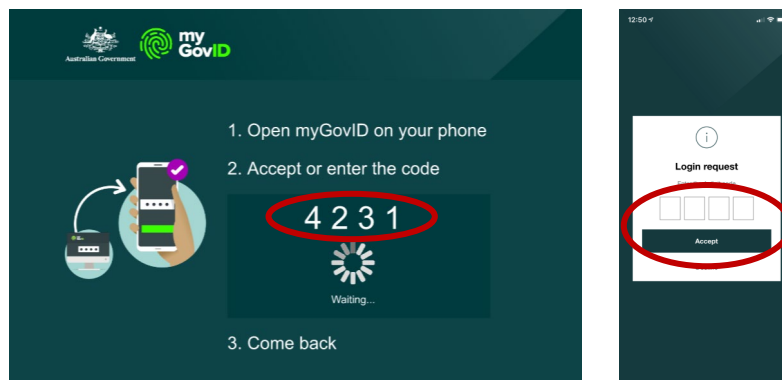 Australian Government
my
GovID
1. Open myGovID on your phone
2. Accept or enter the code
4 2 3 1
Waiting...
3. Come back
12:50
Login request
Accept